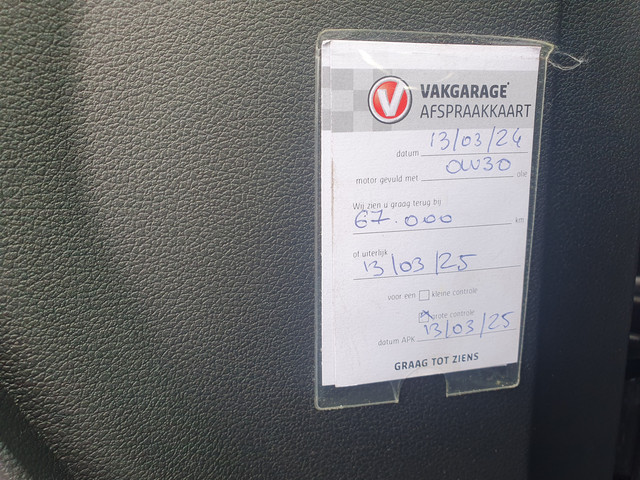 V VAKGARAGE
AFSPRAAKKAART
datum 13/03/24
motor gevuld met OW30 olie
Wij zien u graag terug bij
67.000 km
of uiterlijk
13/03/25
voor een kleine controle
grote controle
datum APK 13/03/25
GRAAG TOT ZIENS